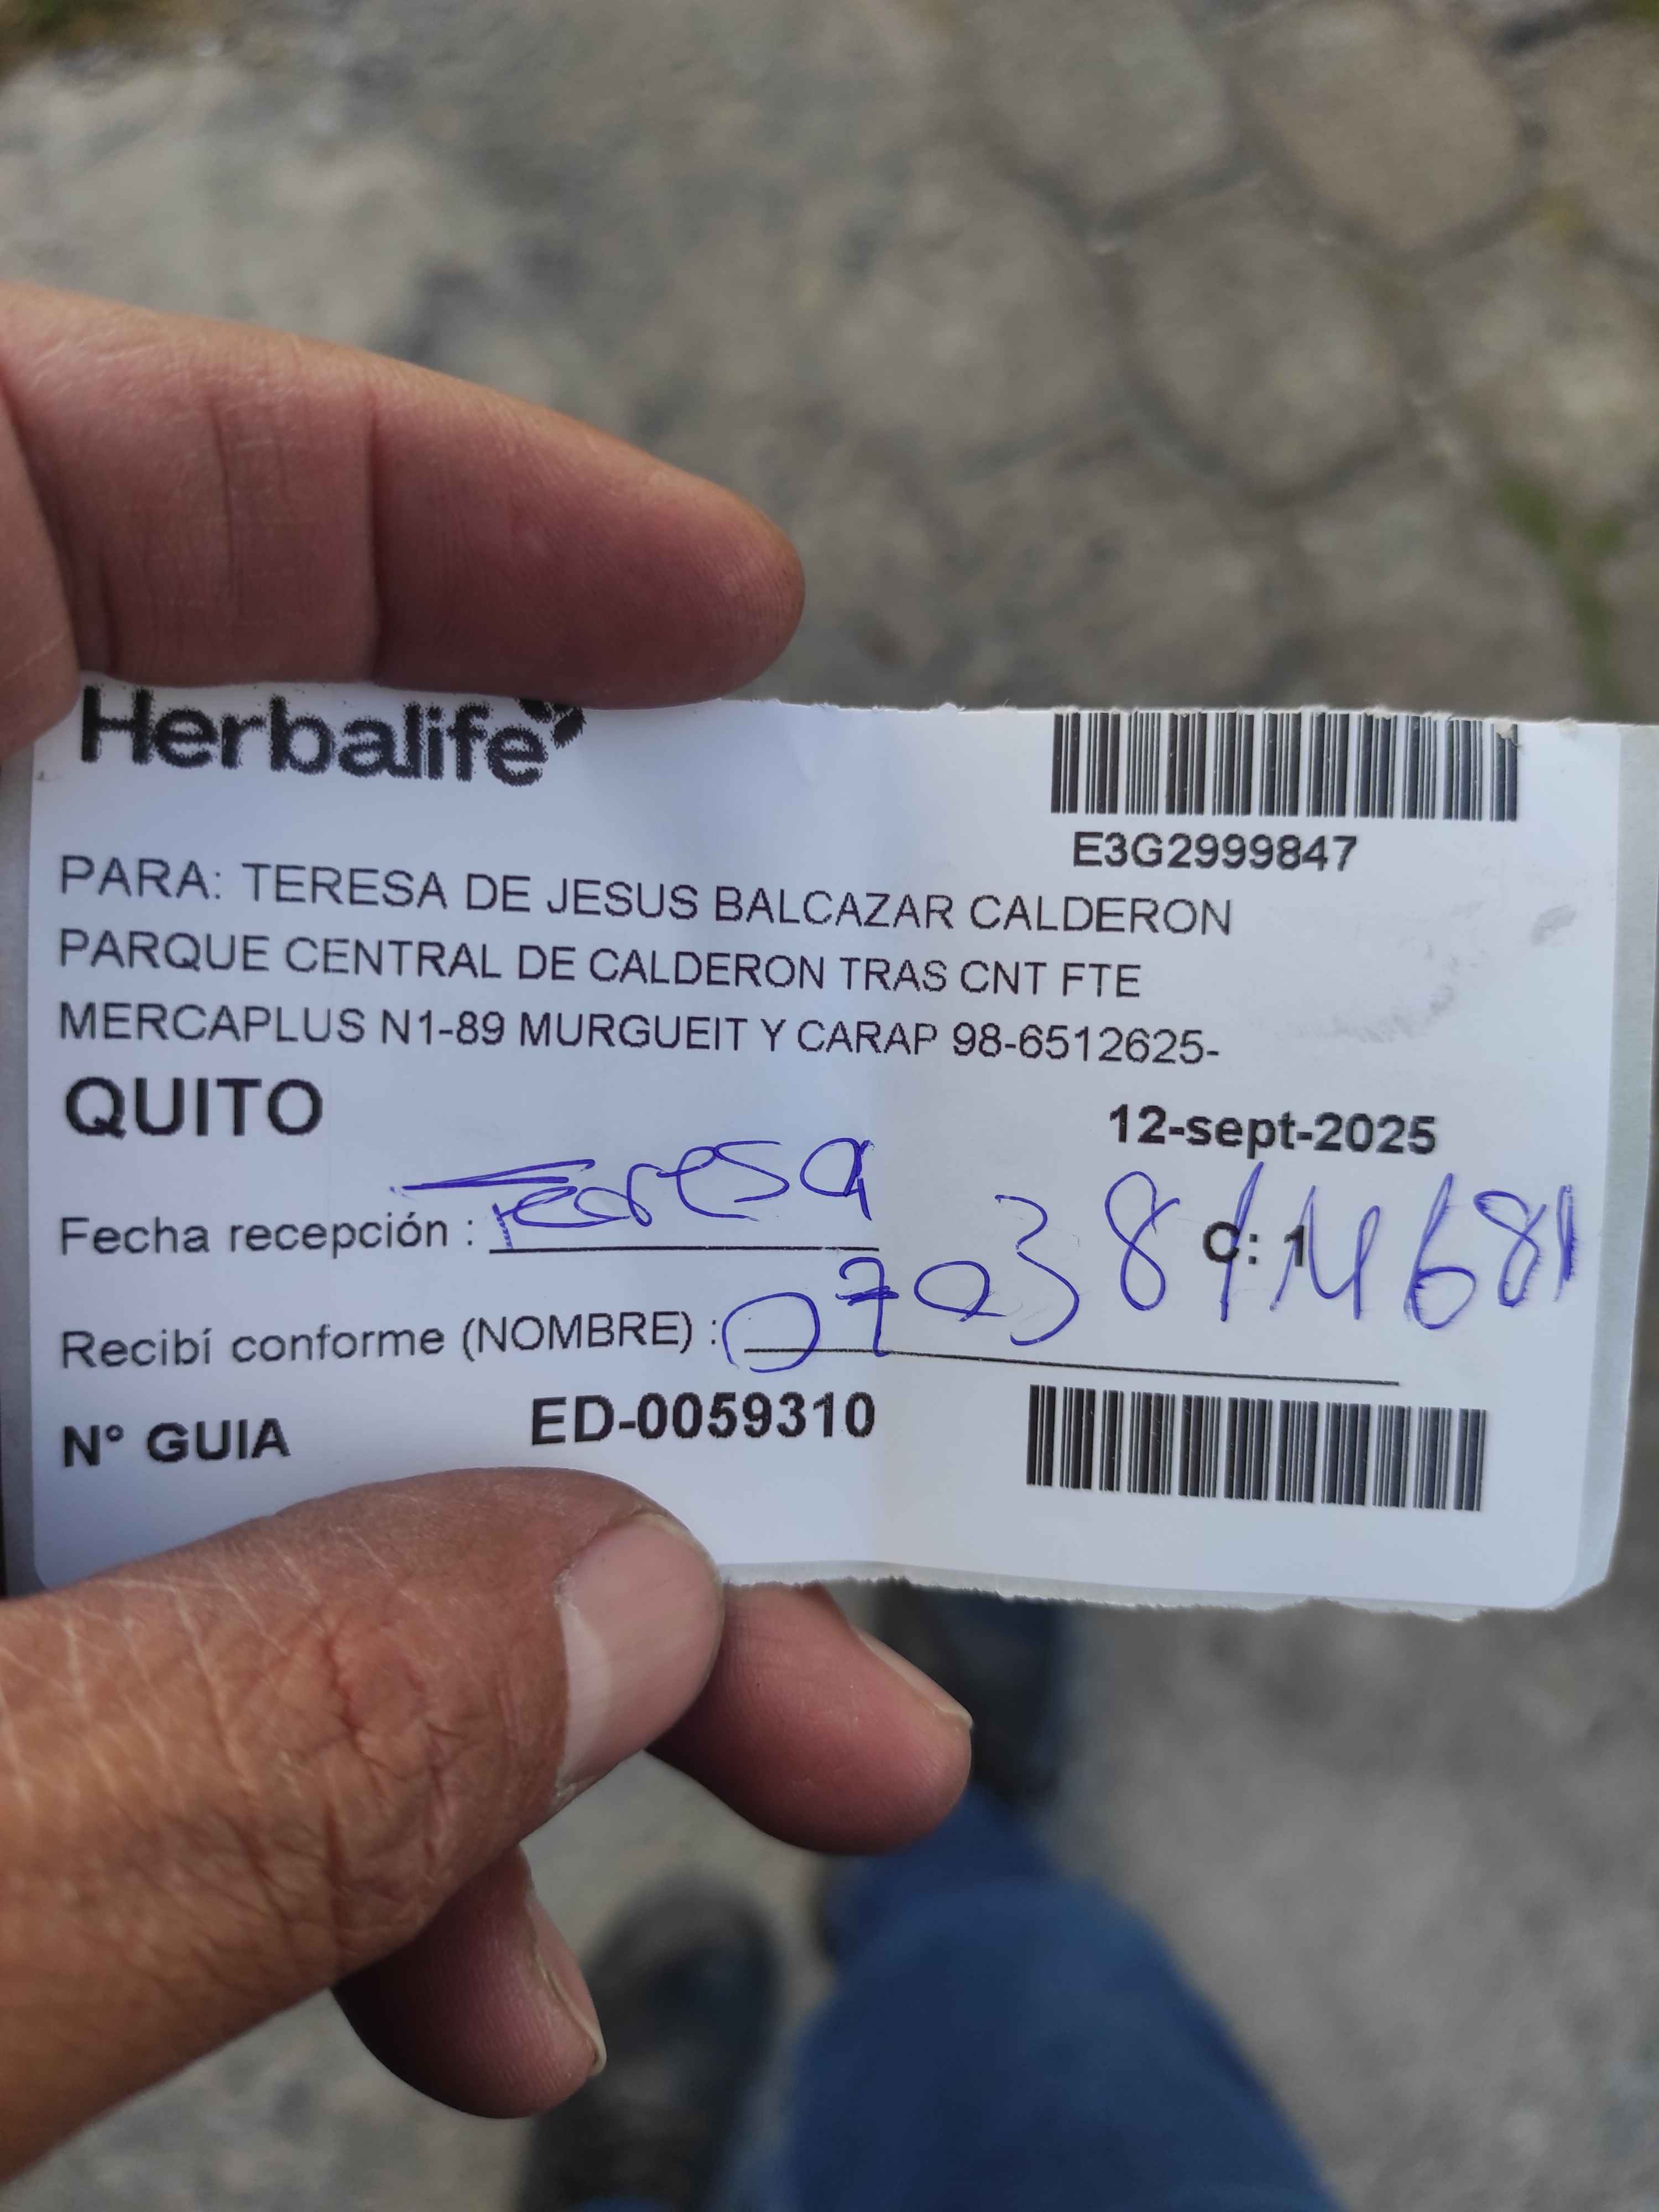 Herbalife
E3G2999847
PARA: TERESA DE JESUS BALCAZAR CALDERON
PARQUE CENTRAL DE CALDERON TRAS CNT FTE
MERCAPLUS N1-89 MURGUEIT Y CARAP 98-6512625-
QUITO
12-sept-2025
Fecha recepción : Teresa
C: 1
Recibí conforme (NOMBRE) :
N° GUIA ED-0059310